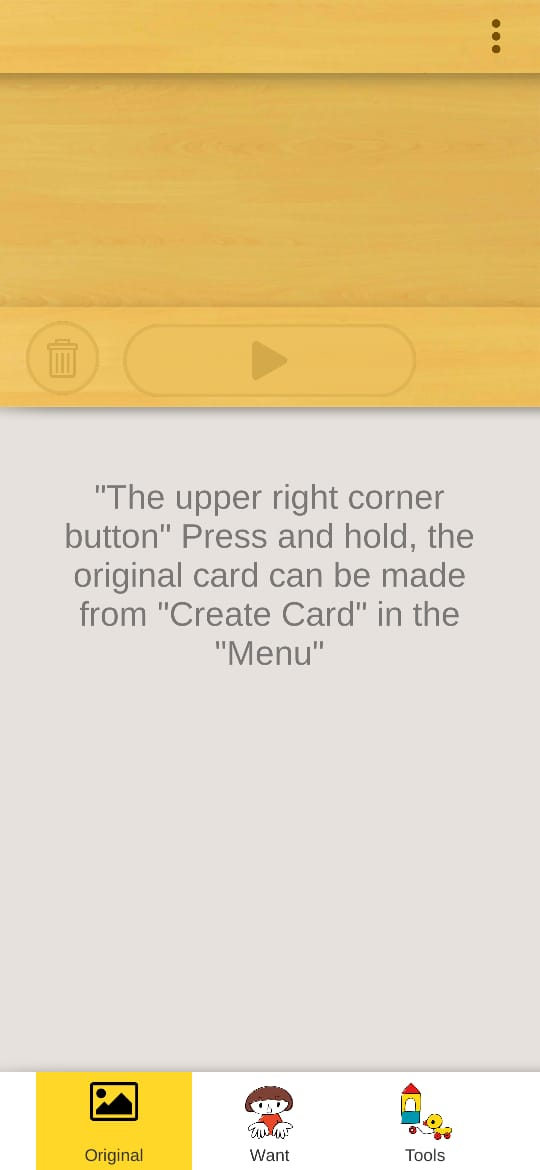 "The upper right corner
button" Press and hold, the
original card can be made
from "Create Card" in the
"Menu"
Original
Want
Tools